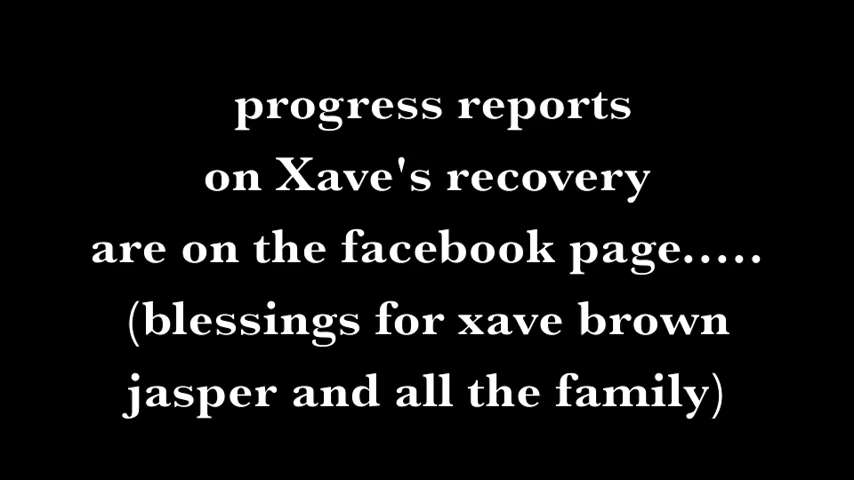 progress reports
on Xave's recovery
are on the facebook page.....
(blessings for xave brown
jasper and all the family)